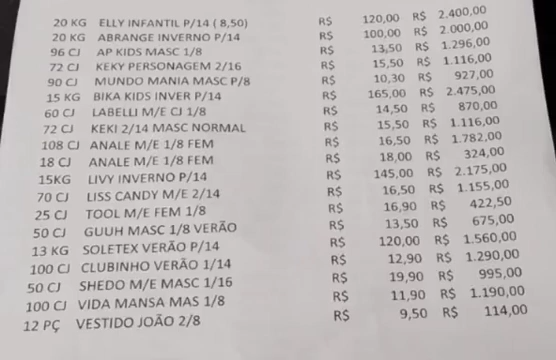 20 KG ELLY INFANTIL P/14 ( 8,50) R$ 120,00 R$ 2.400,00
20 KG ABRANGE INVERNO P/14 R$ 100,00 R$ 2.000,00
96 CJ AP KIDS MASC 1/8 R$ 13,50 R$ 1.296,00
72 CJ KEKY PERSONAGEM 2/16 R$ 15,50 R$ 1.116,00
90 CJ MUNDO MANIA MASC P/8 R$ 10,30 R$ 927,00
15 KG BIKA KIDS INVER P/14 R$ 165,00 R$ 2.475,00
60 CJ LABELLI M/E CJ 1/8 R$ 14,50 R$ 870,00
72 CJ KEKI 2/14 MASC NORMAL R$ 15,50 R$ 1.116,00
108 CJ ANALE M/E 1/8 FEM R$ 16,50 R$ 1.782,00
18 CJ ANALE M/E 1/8 FEM R$ 18,00 R$ 324,00
15KG LIVY INVERNO P/14 R$ 145,00 R$ 2.175,00
70 CJ LISS CANDY M/E 2/14 R$ 16,50 R$ 1.155,00
25 CJ TOOL M/E FEM 1/8 R$ 16,90 R$ 422,50
50 CJ GUUH MASC 1/8 VERÃO R$ 13,50 R$ 675,00
13 KG SOLETEX VERÃO P/14 R$ 120,00 R$ 1.560,00
100 CJ CLUBINHO VERÃO 1/14 R$ 12,90 R$ 1.290,00
50 CJ SHEDO M/E MASC 1/16 R$ 19,90 R$ 995,00
100 CJ VIDA MANSA MAS 1/8 R$ 11,90 R$ 1.190,00
12 PÇ VESTIDO JOÃO 2/8 R$ 9,50 R$ 114,00